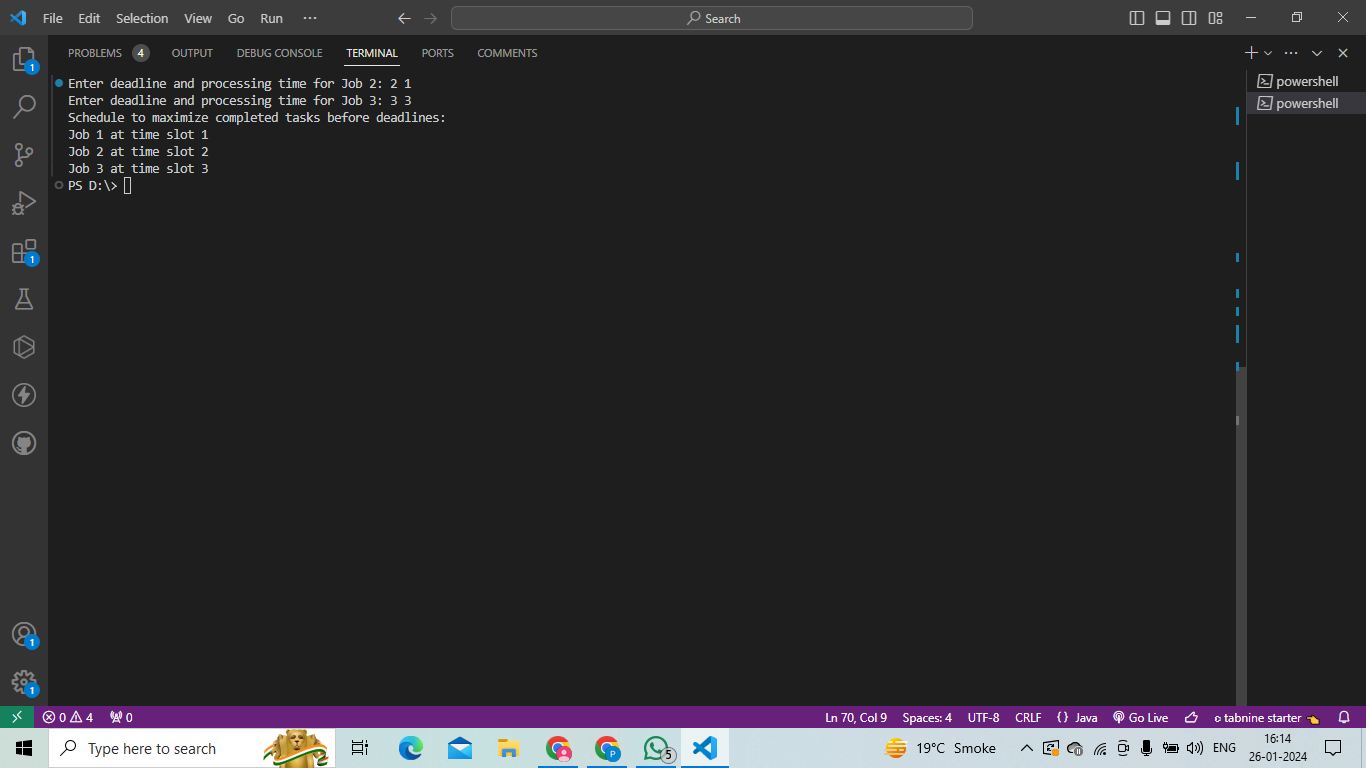 File Edit Selection View Go Run ··· Search
PROBLEMS 4 OUTPUT DEBUG CONSOLE TERMINAL PORTS COMMENTS
Enter deadline and processing time for Job 2: 2 1
Enter deadline and processing time for Job 3: 3 3
Schedule to maximize completed tasks before deadlines:
Job 1 at time slot 1
Job 2 at time slot 2
Job 3 at time slot 3
PS D:\>
powershell
powershell
1
1
1
1
0 4 0 Ln 70, Col 9 Spaces: 4 UTF-8 CRLF {} Java Go Live tabnine starter
Type here to search P 5 19°C Smoke ENG 16:14
26-01-2024